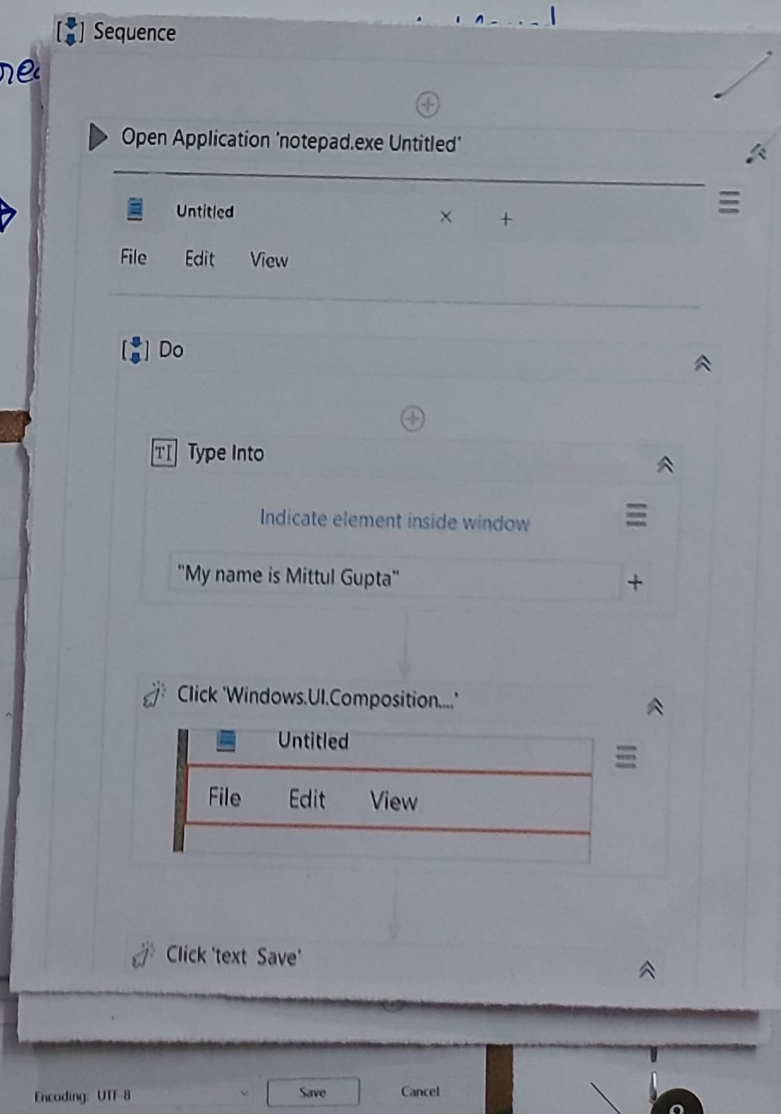 [ ] Sequence
Open Application 'notepad.exe Untitled'
Untitled × +
File Edit View
[ ] Do
TI Type Into
Indicate element inside window
"My name is Mittul Gupta" +
Click 'Windows.UI.Composition....'
Untitled
File Edit View
Click 'text Save'
Encoding: UTF-8 Save Cancel